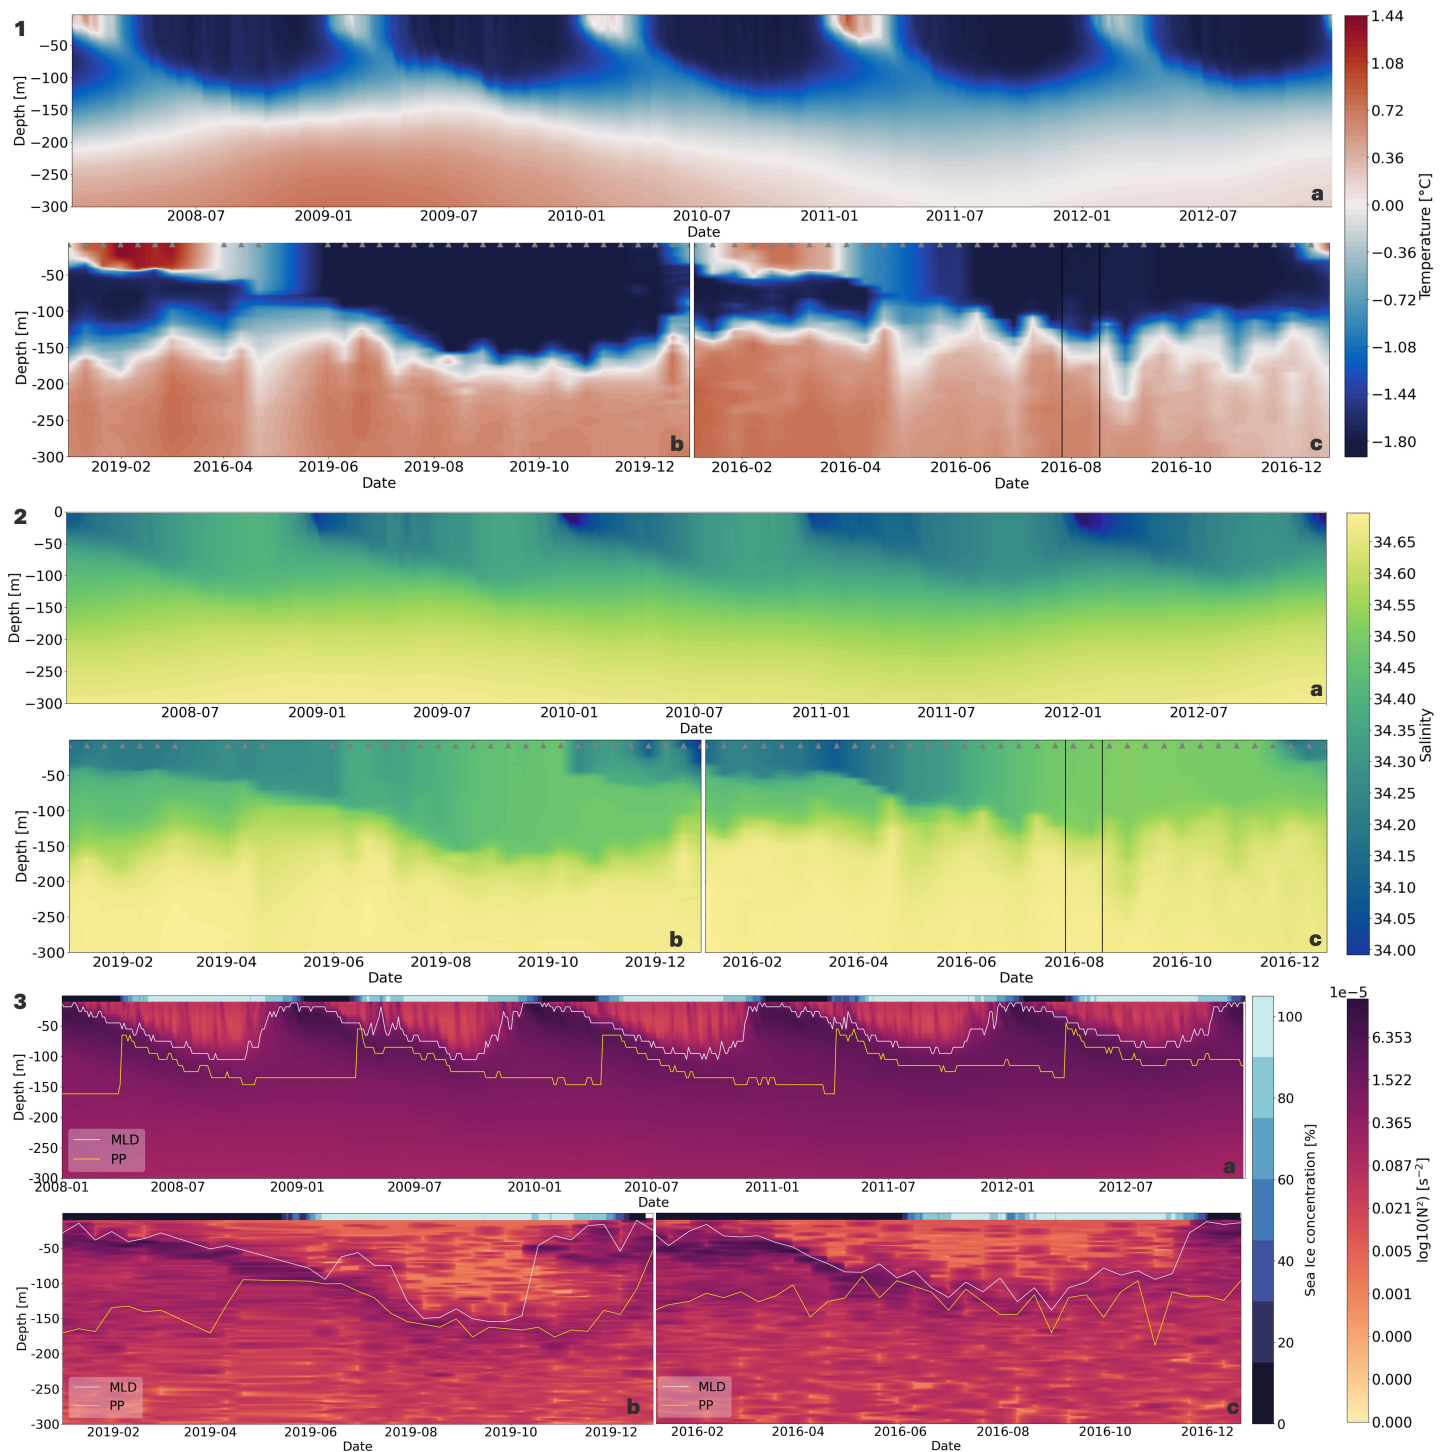 1
Depth [m]
−50
−100
−150
−200
−250
−300
a
2008-07 2009-01 2009-07 2010-01 2010-07 2011-01 2011-07 2012-01 2012-07
Date
1.44
1.08
0.72
0.36
0.00
−0.36
−0.72
−1.08
−1.44
−1.80
Temperature [°C]
Depth [m]
-50
-100
-150
-200
-250
-300
b
c
2019-02 2016-04 2019-06 2019-08 2019-10 2019-12
Date
2016-02 2016-04 2016-06 2016-08 2016-10 2016-12
Date
2
Depth [m]
0
−50
−100
−150
−200
−250
−300
a
2008-07 2009-01 2009-07 2010-01 2010-07 2011-01 2011-07 2012-01 2012-07
Date
34.65
34.60
34.55
34.50
34.45
34.40
34.35
34.30
34.25
34.20
34.15
34.10
34.05
34.00
Salinity
Depth [m]
-50
-100
-150
-200
-250
-300
b
c
2019-02 2019-04 2019-06 2019-08 2019-10 2019-12
Date
2016-02 2016-04 2016-06 2016-08 2016-10 2016-12
Date
3
Depth [m]
-50
-100
-150
-200
-250
-300
MLD
PP
a
2008-01 2008-07 2009-01 2009-07 2010-01 2010-07 2011-01 2011-07 2012-01 2012-07
Date
100
80
60
40
20
0
Sea Ice concentration [%]
1e−5
6.353
1.522
0.365
0.087
0.021
0.005
0.001
0.000
0.000
0.000
log10(N²) [s⁻²]
Depth [m]
-50
-100
-150
-200
-250
-300
MLD
PP
b
MLD
PP
c
2019-02 2019-04 2019-06 2019-08 2019-10 2019-12
Date
2016-02 2016-04 2016-06 2016-08 2016-10 2016-12
Date